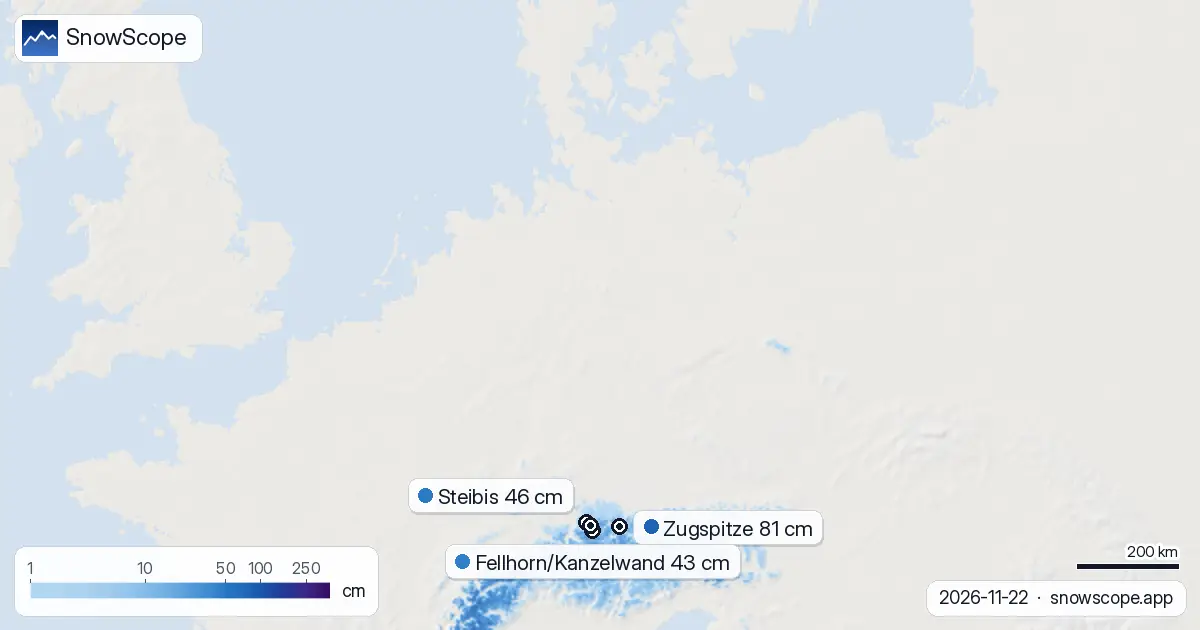 SnowScope
Steibis 46 cm
Zugspitze 81 cm
Fellhorn/Kanzelwand 43 cm
1 10 50 100 250
cm
200 km
2026-11-22 · snowscope.app